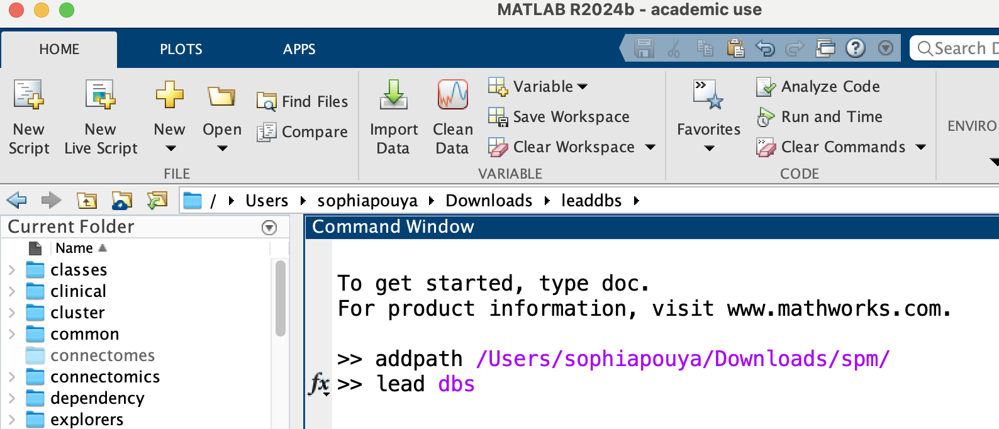 MATLAB R2024b - academic use
HOME PLOTS APPS
Search D
New Script
New Live Script
New
Open
Find Files
Compare
FILE
Import Data
Clean Data
Variable
Save Workspace
Clear Workspace
VARIABLE
Favorites
Analyze Code
Run and Time
Clear Commands
CODE
ENVIRO
/ Users sophiapouya Downloads leaddbs
Current Folder
Name
classes
clinical
cluster
common
connectomes
connectomics
dependency
explorers
Command Window
To get started, type doc.
For product information, visit www.mathworks.com.
>> addpath /Users/sophiapouya/Downloads/spm/
fx >> lead dbs